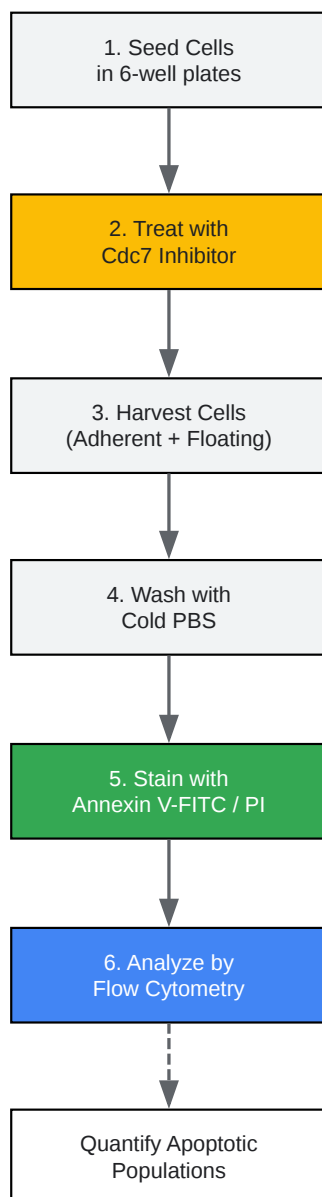 1. Seed Cells
in 6-well plates
2. Treat with
Cdc7 Inhibitor
3. Harvest Cells
(Adherent + Floating)
4. Wash with
Cold PBS
5. Stain with
Annexin V-FITC / PI
6. Analyze by
Flow Cytometry
Quantify Apoptotic
Populations